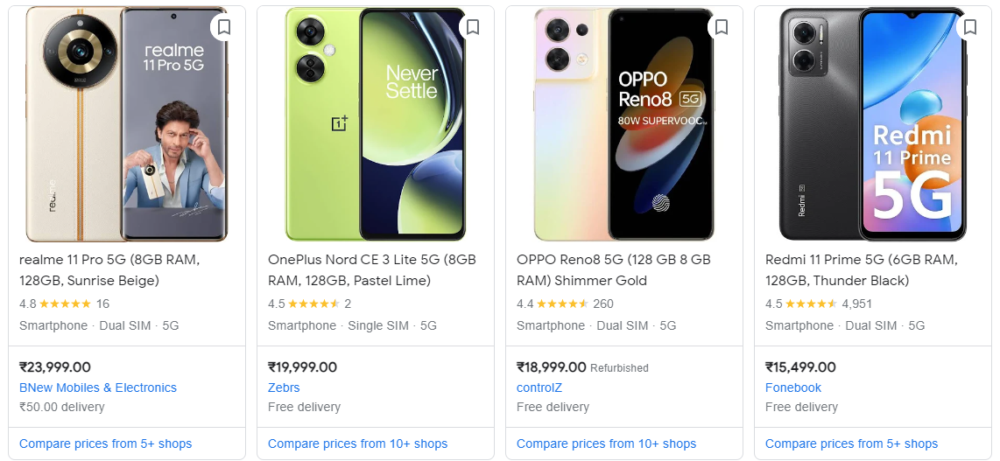 realme
11 Pro 5G
realme
realme 11 Pro 5G (8GB RAM,
128GB, Sunrise Beige)
4.8 ★★★★★ 16
Smartphone · Dual SIM · 5G
₹23,999.00
BNew Mobiles & Electronics
₹50.00 delivery
Compare prices from 5+ shops
Never
Settle
OnePlus Nord CE 3 Lite 5G (8GB
RAM, 128GB, Pastel Lime)
4.5 ★★★★★ 2
Smartphone · Single SIM · 5G
₹19,999.00
Zebrs
Free delivery
Compare prices from 10+ shops
OPPO
Reno8 5G
80W SUPERVOOC™
OPPO Reno8 5G (128 GB 8 GB
RAM) Shimmer Gold
4.4 ★★★★★ 260
Smartphone · Dual SIM · 5G
₹18,999.00 Refurbished
controlZ
Free delivery
Compare prices from 10+ shops
Redmi 5G
Redmi
11 Prime
5G
Redmi 11 Prime 5G (6GB RAM,
128GB, Thunder Black)
4.5 ★★★★★ 4,951
Smartphone · Dual SIM · 5G
₹15,499.00
Fonebook
Free delivery
Compare prices from 5+ shops